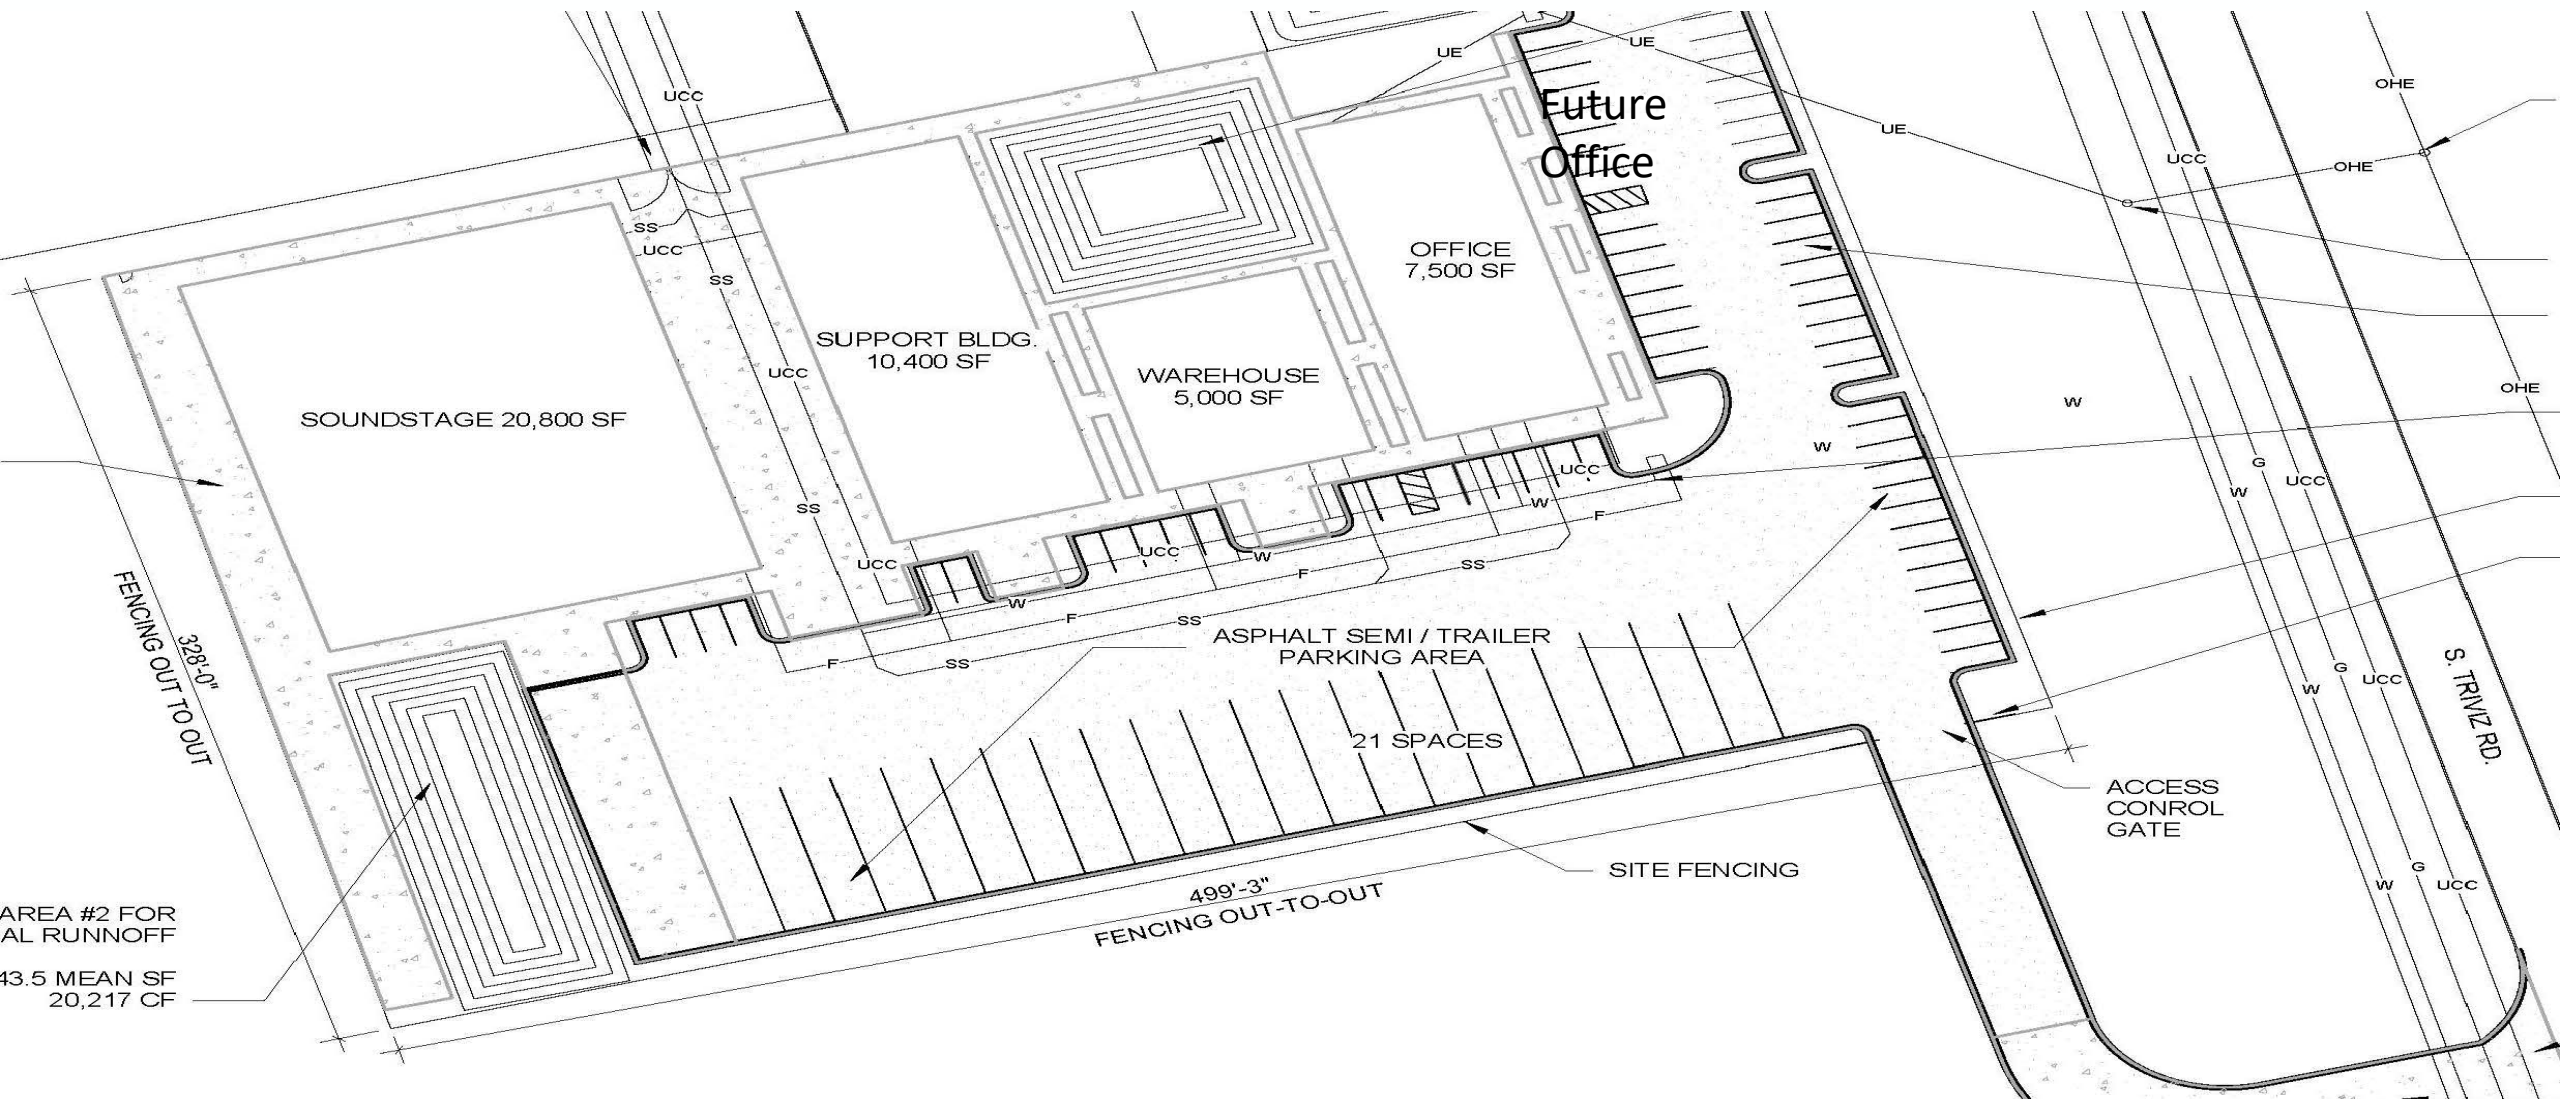 UE
UE
OHE
UCC
Future
Office
UE
UCC
OHE
SS
UCC
OFFICE
7,500 SF
SS
SUPPORT BLDG.
10,400 SF
UCC
WAREHOUSE
5,000 SF
OHE
W
SOUNDSTAGE 20,800 SF
W
UCC
G
UCC
W
SS
W
F
UCC
UCC
W
SS
F
W
F
SS
F
SS
ASPHALT SEMI / TRAILER
PARKING AREA
FENCING OUT TO OUT
328'-0"
21 SPACES
G
UCC
W
S. TRIVIZ RD.
ACCESS
CONROL
GATE
SITE FENCING
499'-3"
FENCING OUT-TO-OUT
G
W
UCC
AREA #2 FOR
AL RUNNOFF
43.5 MEAN SF
20,217 CF